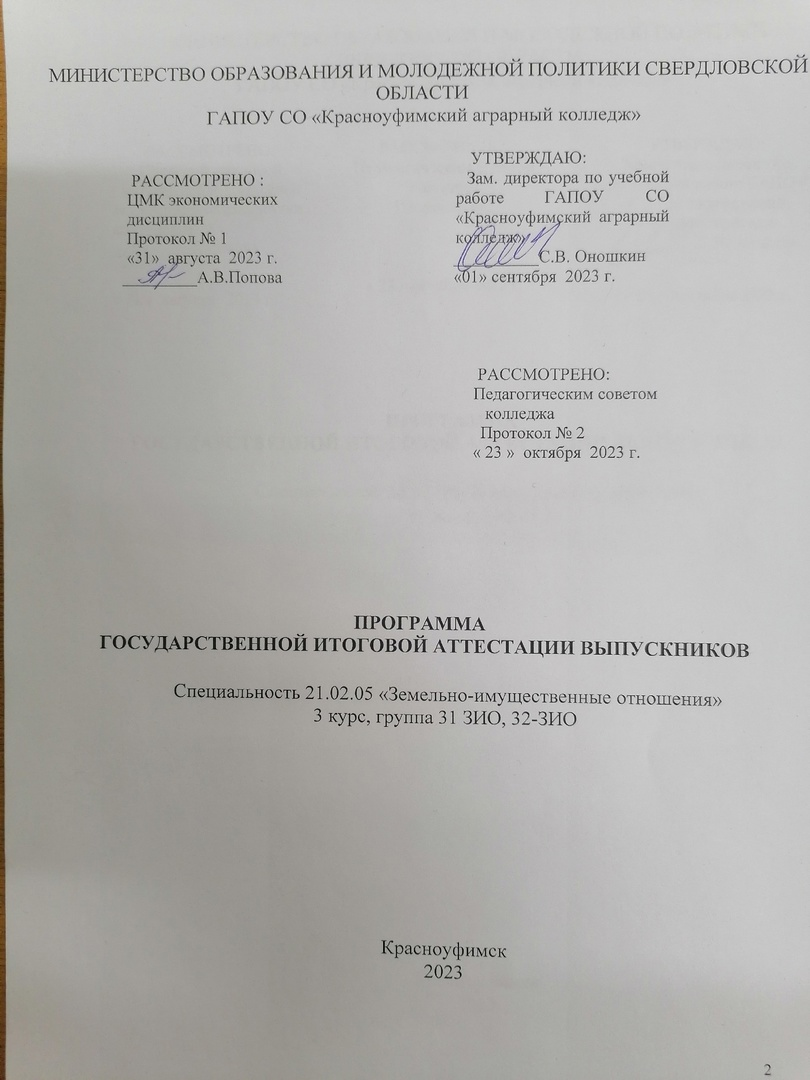 МИНИСТЕРСТВО ОБРАЗОВАНИЯ И МОЛОДЕЖНОЙ ПОЛИТИКИ СВЕРДЛОВСКОЙ
ОБЛАСТИ
ГАПОУ СО «Красноуфимский аграрный колледж»
РАССМОТРЕНО :
ЦМК экономических
дисциплин
Протокол № 1
«31» августа 2023 г.
А.В.Попова
УТВЕРЖДАЮ:
Зам. директора по учебной
работе ГАПОУ СО
«Красноуфимский аграрный
колледж»
С.В. Оношкин
«01» сентября 2023 г.
РАССМОТРЕНО:
Педагогическим советом
колледжа
Протокол № 2
« 23 » октября 2023 г.
ПРОГРАММА
ГОСУДАРСТВЕННОЙ ИТОГОВОЙ АТТЕСТАЦИИ ВЫПУСКНИКОВ
Специальность 21.02.05 «Земельно-имущественные отношения»
3 курс, группа 31 ЗИО, 32-ЗИО
Красноуфимск
2023
2